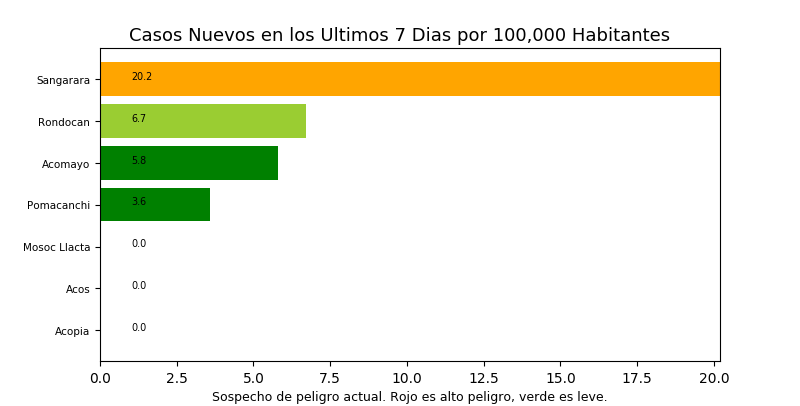 Casos Nuevos en los Ultimos 7 Dias por 100,000 Habitantes
Sangarara 20.2
Rondocan 6.7
Acomayo 5.8
Pomacanchi 3.6
Mosoc Llacta 0.0
Acos 0.0
Acopia 0.0
0.0 2.5 5.0 7.5 10.0 12.5 15.0 17.5 20.0
Sospecho de peligro actual. Rojo es alto peligro, verde es leve.